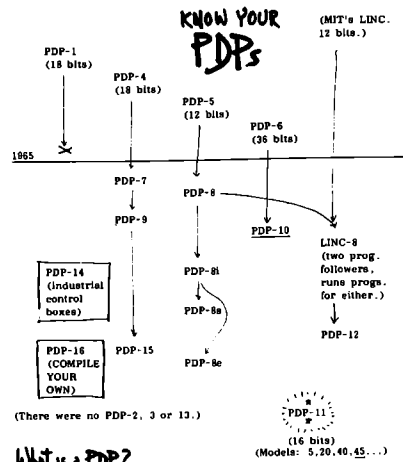 KNOW YOUR
PDPs
(MIT's LINC.
12 bits.)
PDP-1
(18 bits)
PDP-4
(18 bits)
PDP-5
(12 bits)
PDP-6
(36 bits)
1965
PDP-7
PDP-8
PDP-9
PDP-10
LINC-8
(two prog.
followers,
runs progs.
for either.)
PDP-14
(industrial
control
boxes)
PDP-8i
PDP-8s
PDP-12
PDP-16
(COMPILE
YOUR
OWN)
PDP-15
PDP-8e
(There were no PDP-2, 3 or 13.)
PDP-11
(16 bits)
(Models: 5,20,40,45...)
What is a PDP?